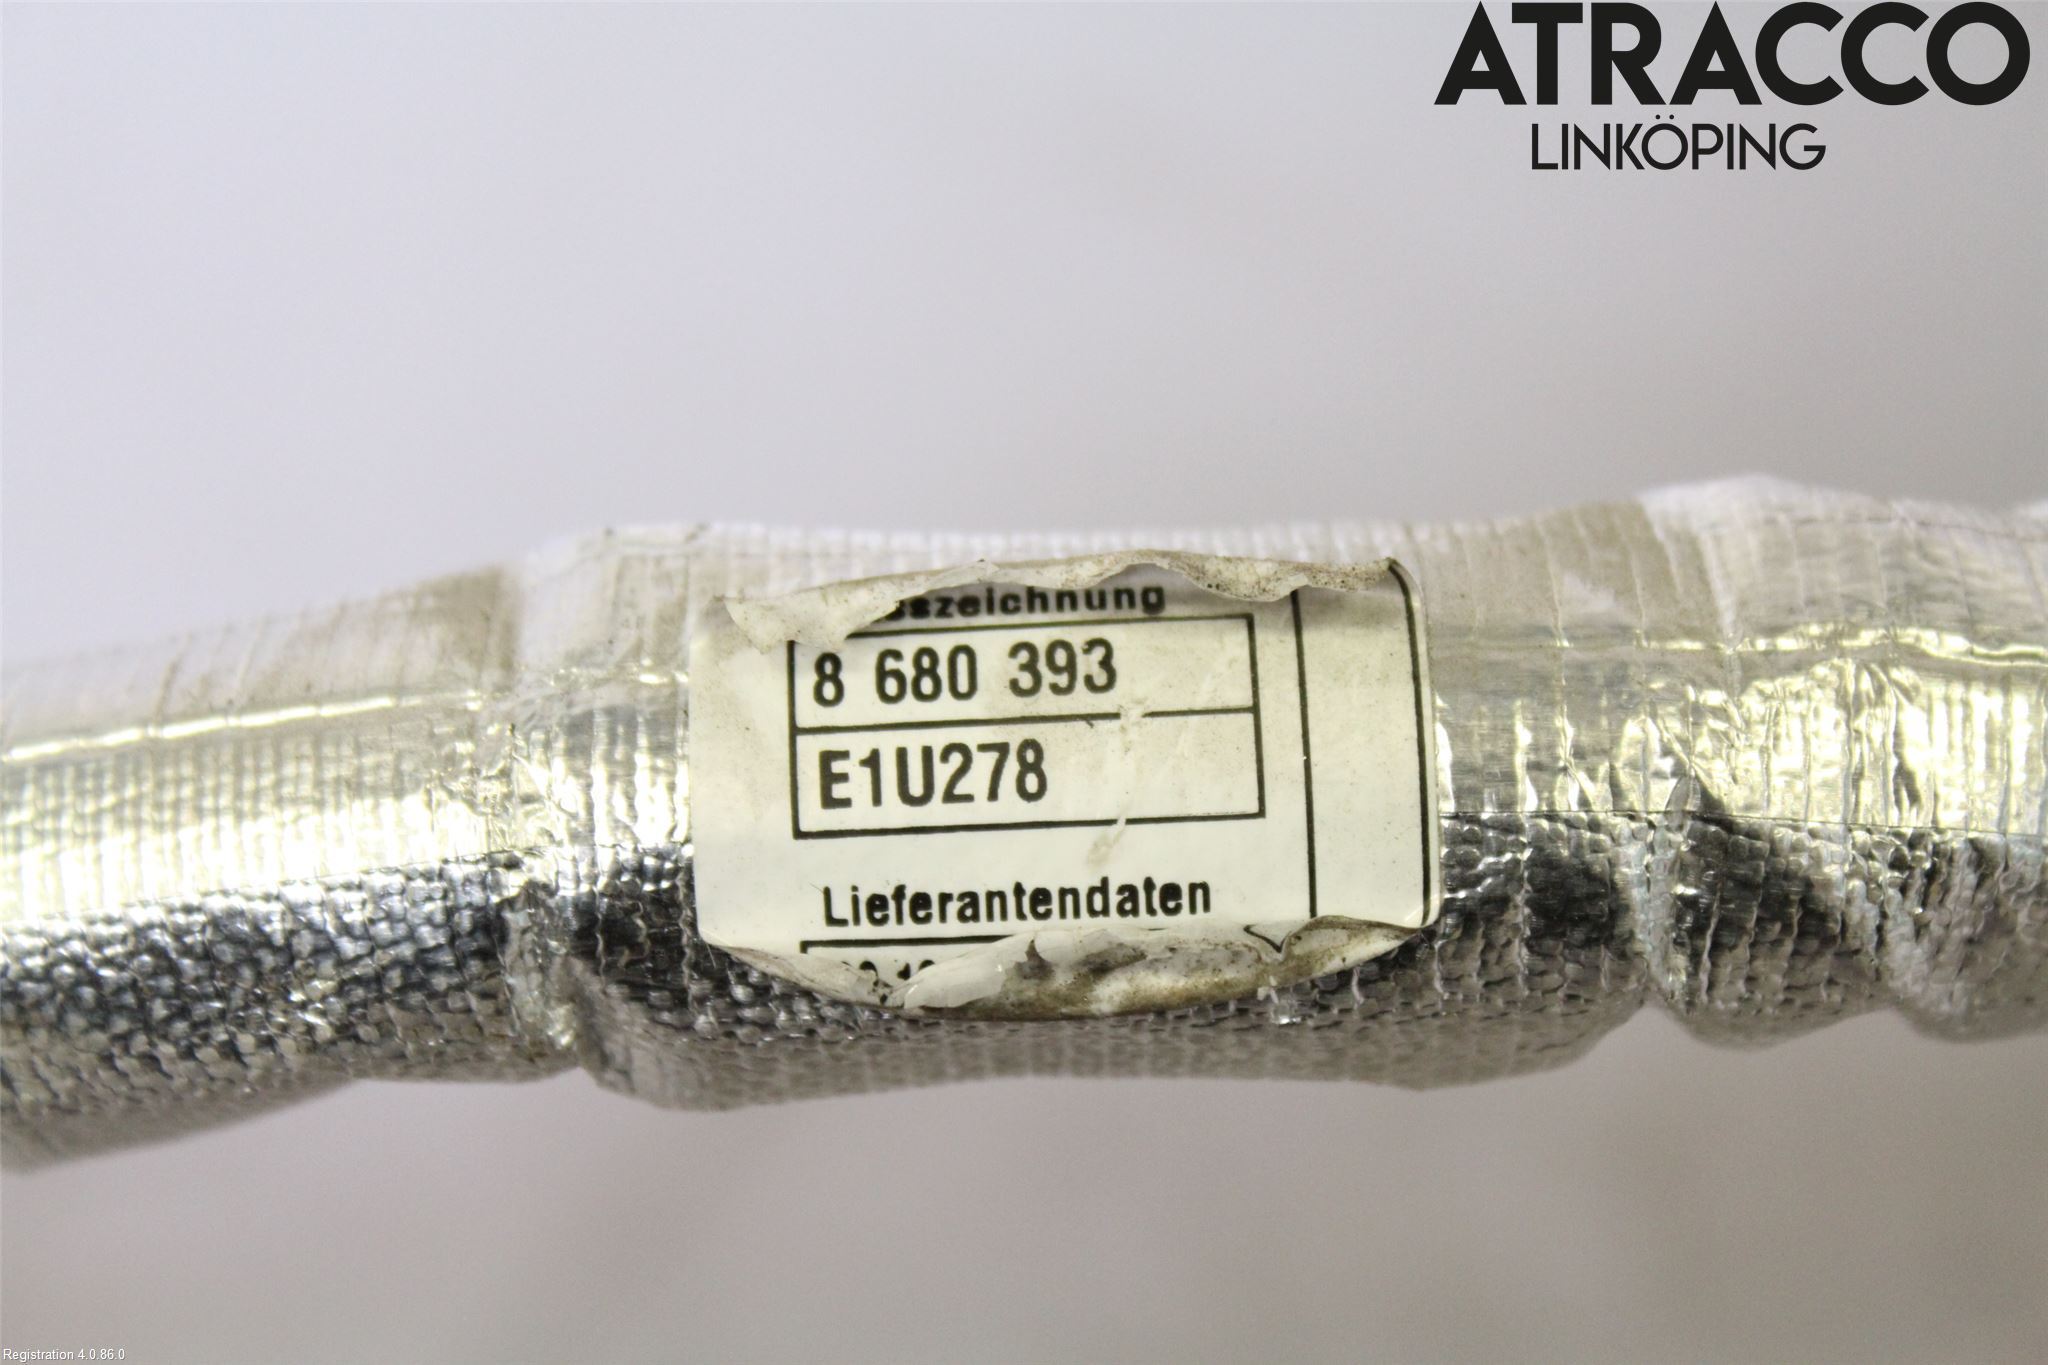 ATRACCO
LINKÖPING
8 680 393
E1U278
Lieferantendaten
Registration 4.0.86.0